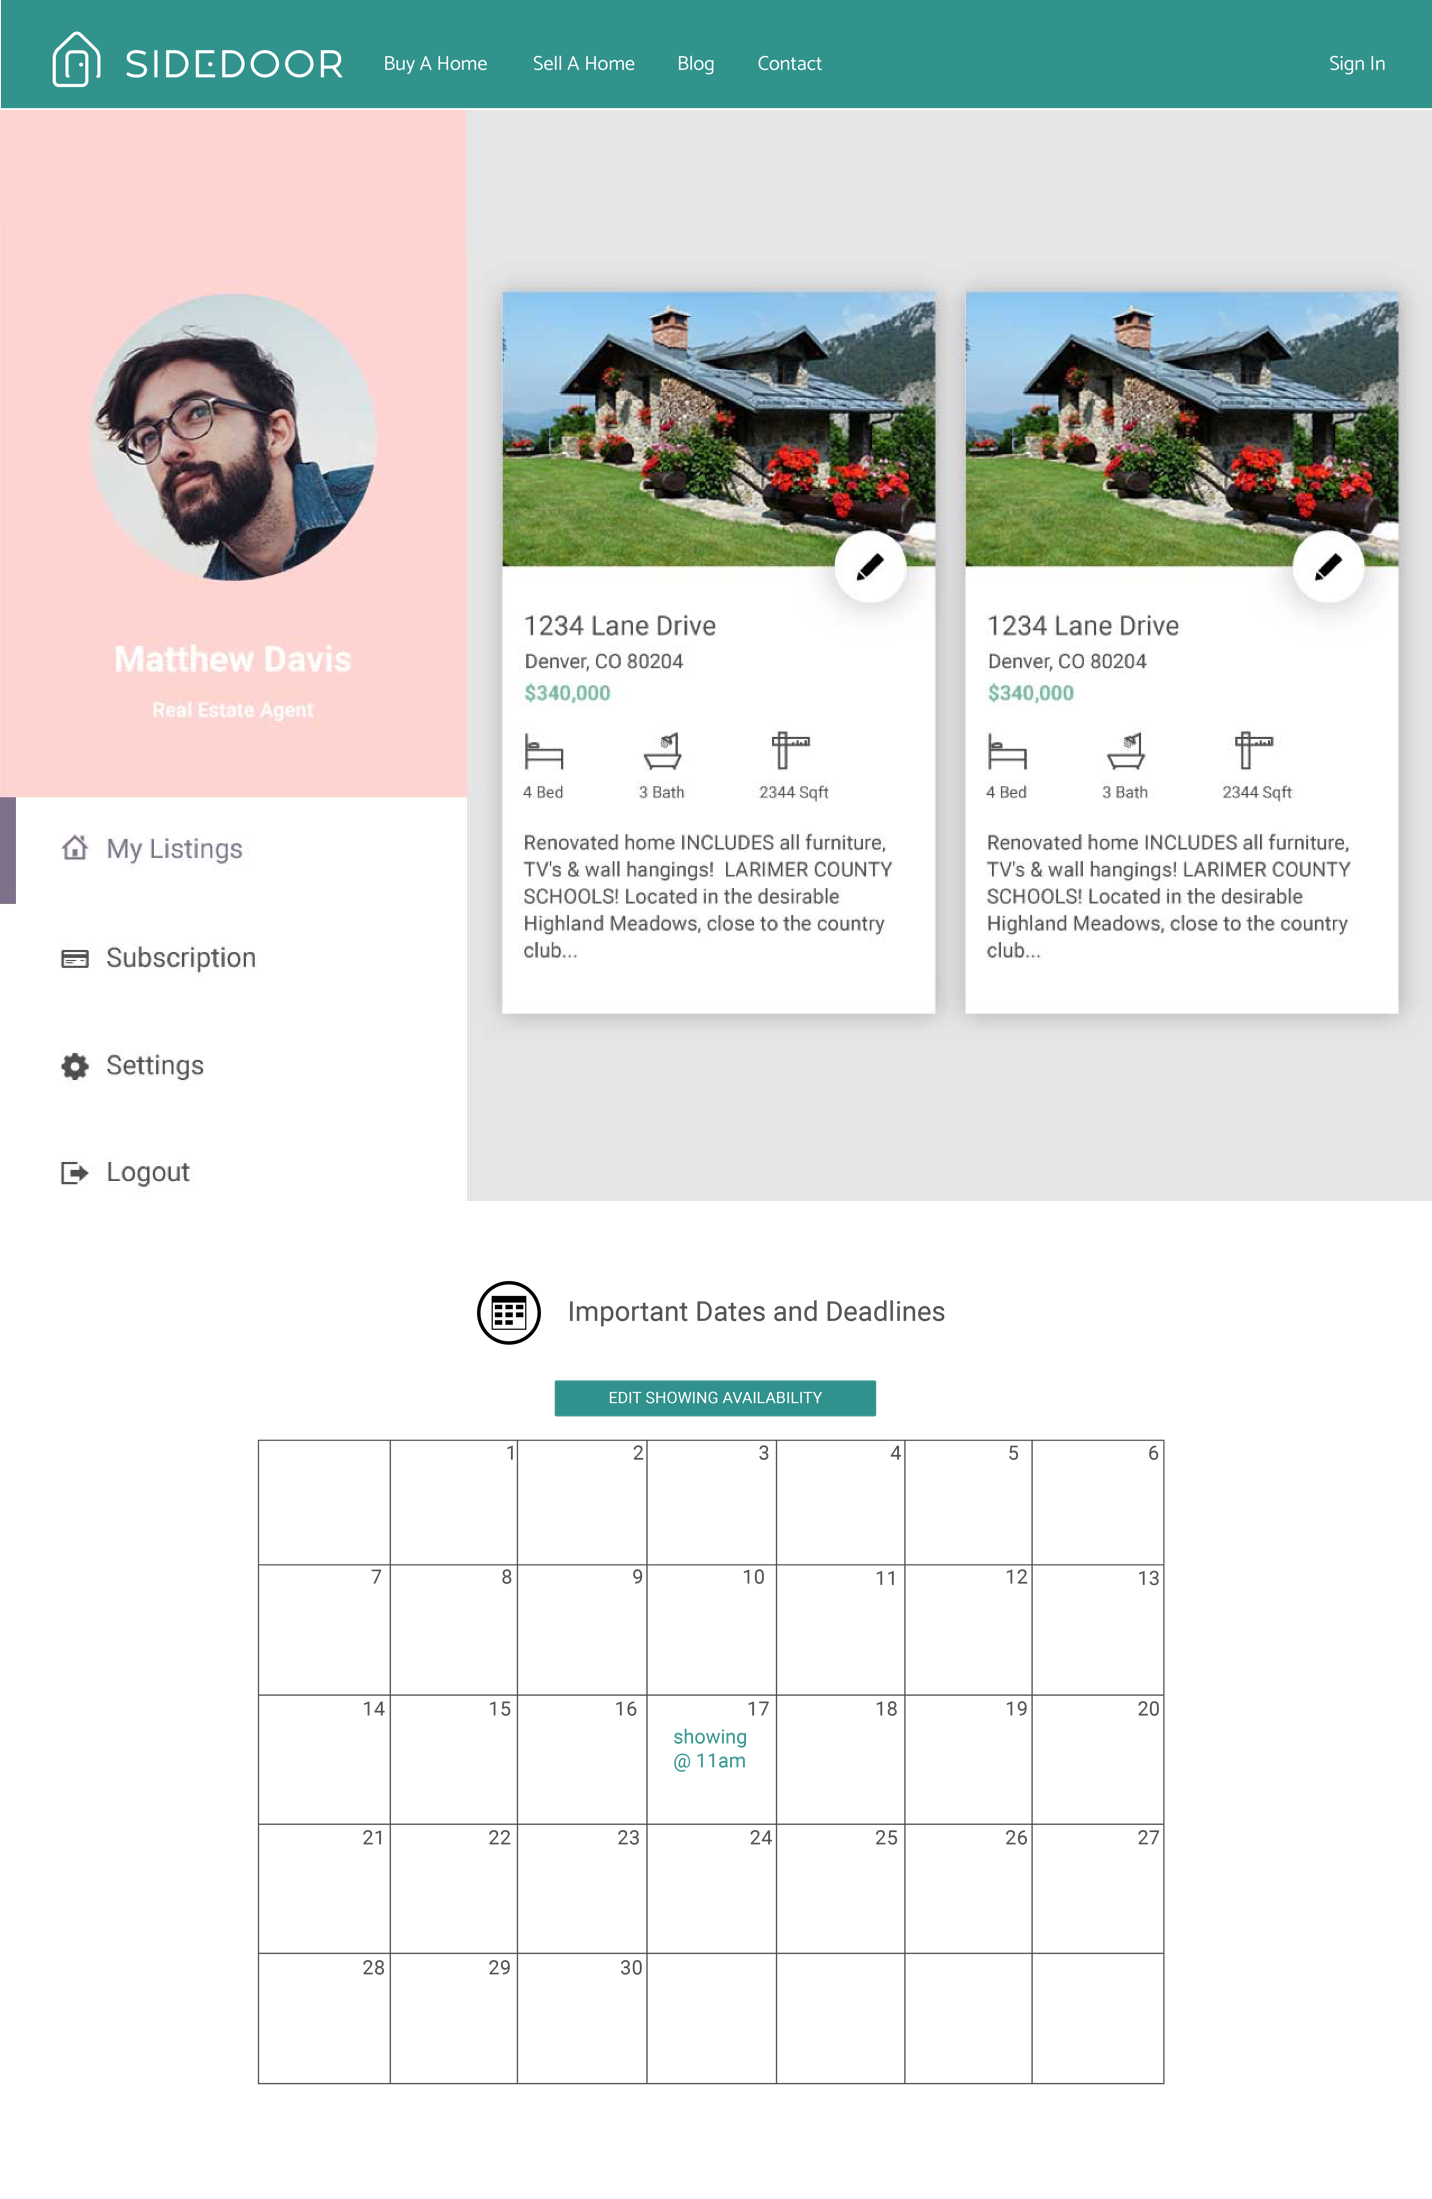 SIDEDOOR
Buy A Home
Sell A Home
Blog
Contact
Sign In
Matthew Davis
Real Estate Agent
My Listings
Subscription
Settings
Logout
1234 Lane Drive
Denver, CO 80204
$340,000
4 Bed
3 Bath
2344 Sqft
Renovated home INCLUDES all furniture,
TV's & wall hangings!  LARIMER COUNTY
SCHOOLS! Located in the desirable
Highland Meadows, close to the country
club...
1234 Lane Drive
Denver, CO 80204
$340,000
4 Bed
3 Bath
2344 Sqft
Renovated home INCLUDES all furniture,
TV's & wall hangings! LARIMER COUNTY
SCHOOLS! Located in the desirable
Highland Meadows, close to the country
club...
Important Dates and Deadlines
EDIT SHOWING AVAILABILITY
1 2 3 4 5 6
7 8 9 10 11 12 13
14 15 16 17 18 19 20
showing
@ 11am
21 22 23 24 25 26 27
28 29 30